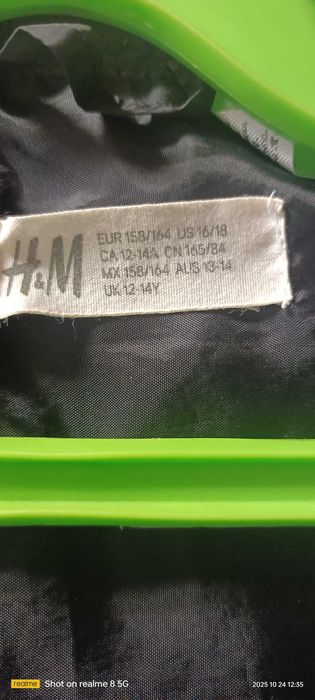 H&M
EUR 158/164 US 16/18
CA 12-14A CN 165/84
MX 158/164 AUS 13-14
UK 12-14Y
realme Shot on realme 8 5G
2025 10 24 12:35